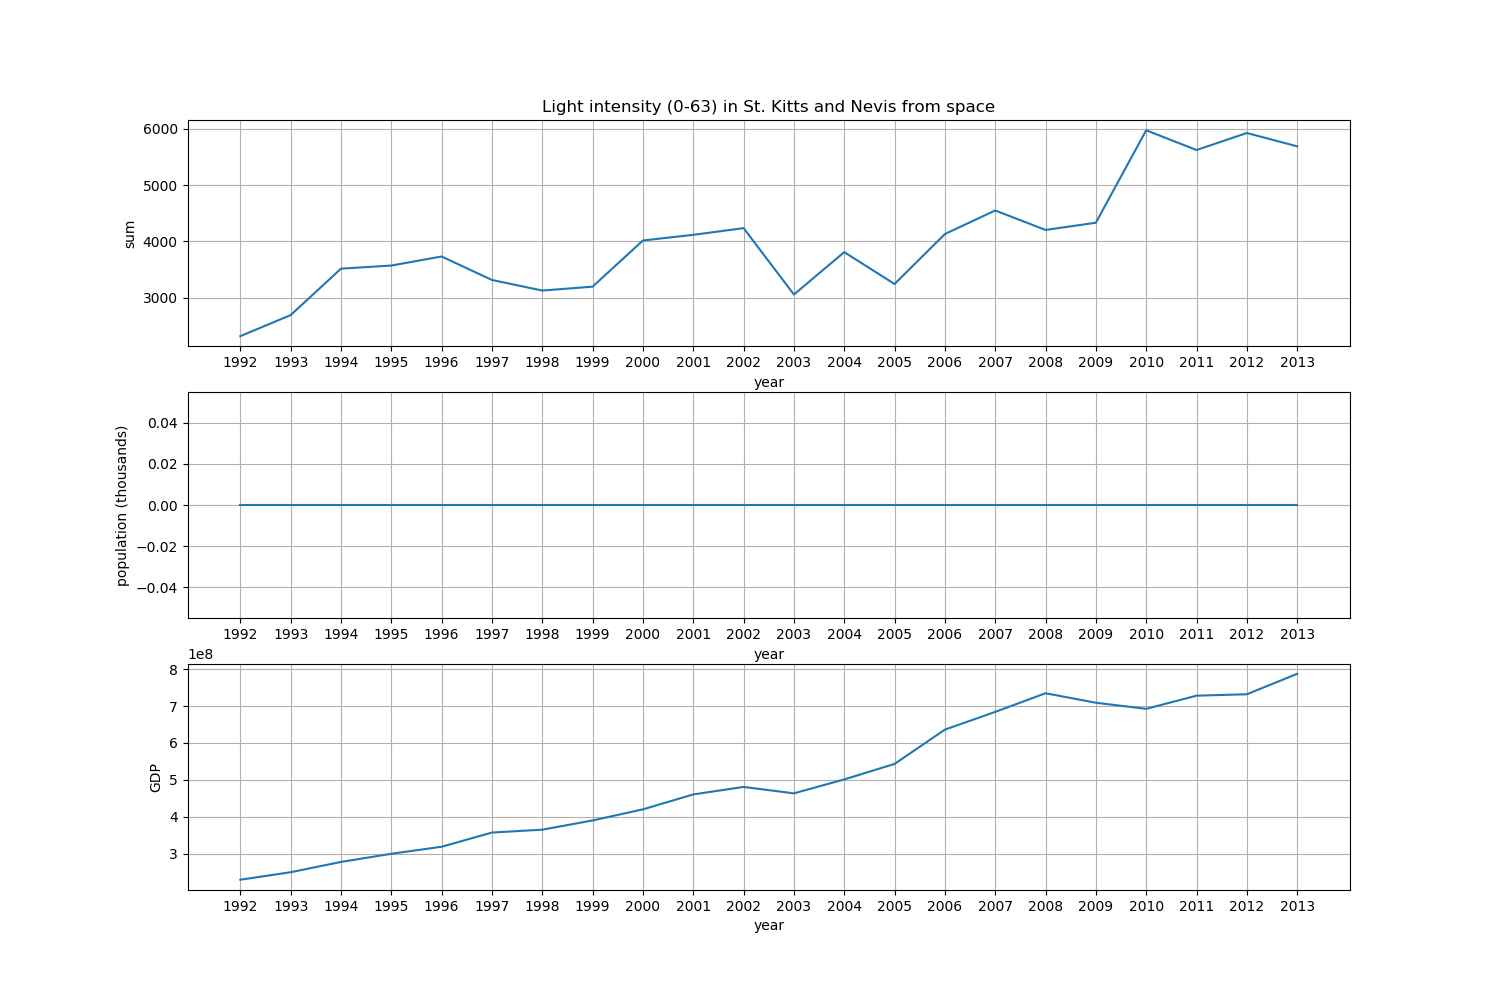 Light intensity (0-63) in St. Kitts and Nevis from space
6000
5000
4000
3000
sum
1992 1993 1994 1995 1996 1997 1998 1999 2000 2001 2002 2003 2004 2005 2006 2007 2008 2009 2010 2011 2012 2013
year
0.04
0.02
0.00
−0.02
−0.04
population (thousands)
1992 1993 1994 1995 1996 1997 1998 1999 2000 2001 2002 2003 2004 2005 2006 2007 2008 2009 2010 2011 2012 2013
year
1e8
8
7
6
5
4
3
GDP
1992 1993 1994 1995 1996 1997 1998 1999 2000 2001 2002 2003 2004 2005 2006 2007 2008 2009 2010 2011 2012 2013
year